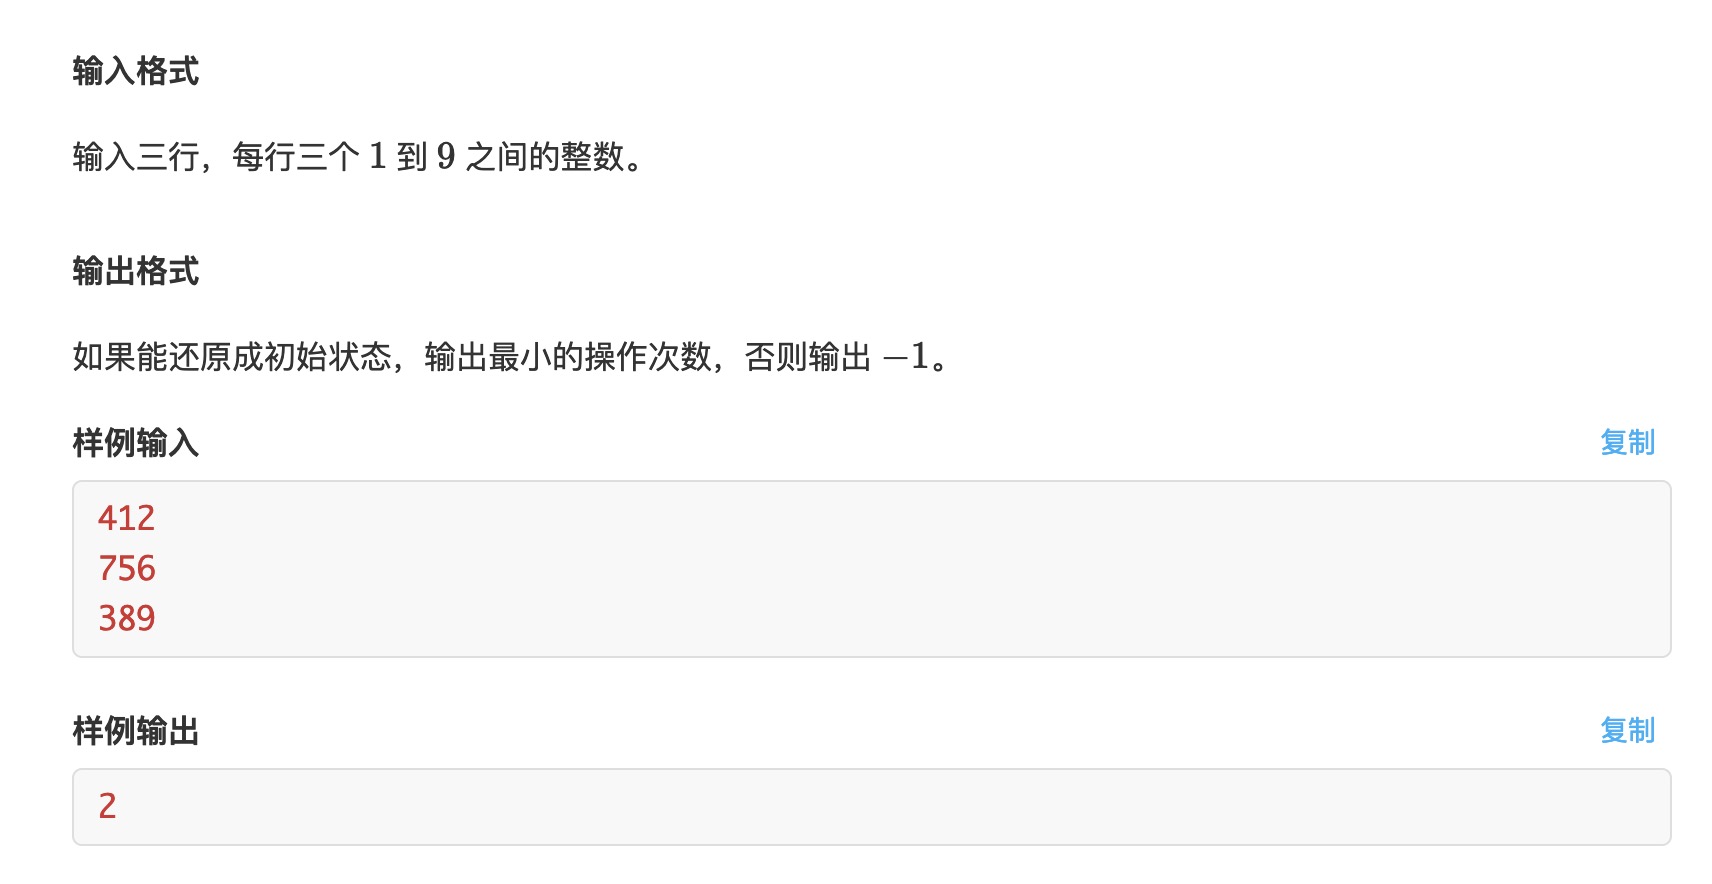 输入格式
输入三行，每行三个 1 到 9 之间的整数。
输出格式
如果能还原成初始状态，输出最小的操作次数，否则输出 −1。
样例输入
复制
412
756
389
样例输出
复制
2